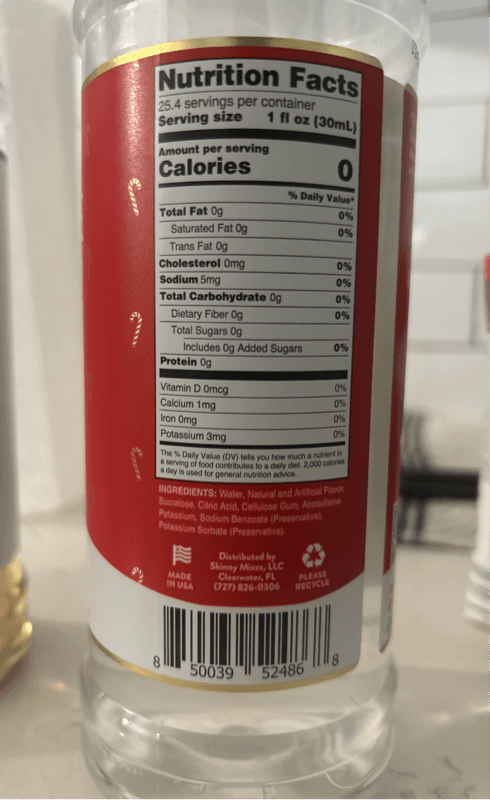 Nutrition Facts
25.4 servings per container
Serving size 1 fl oz (30mL)
Amount per serving
Calories 0
% Daily Value*
Total Fat 0g 0%
Saturated Fat 0g 0%
Trans Fat 0g
Cholesterol 0mg 0%
Sodium 5mg 0%
Total Carbohydrate 0g 0%
Dietary Fiber 0g 0%
Total Sugars 0g
Includes 0g Added Sugars 0%
Protein 0g
Vitamin D 0mcg 0%
Calcium 1mg 0%
Iron 0mg 0%
Potassium 3mg 0%
The % Daily Value (DV) tells you how much a nutrient in
a serving of food contributes to a daily diet. 2,000 calories
a day is used for general nutrition advice.
INGREDIENTS: Water, Natural and Artificial Flavor,
Sucralose, Citric Acid, Cellulose Gum, Acesulfame
Potassium, Sodium Benzoate (Preservative),
Potassium Sorbate (Preservative).
MADE
IN USA
Distributed by
Skinny Mixes, LLC
Clearwater, FL
(727) 826-0306
PLEASE
RECYCLE
8 50039 52486 8